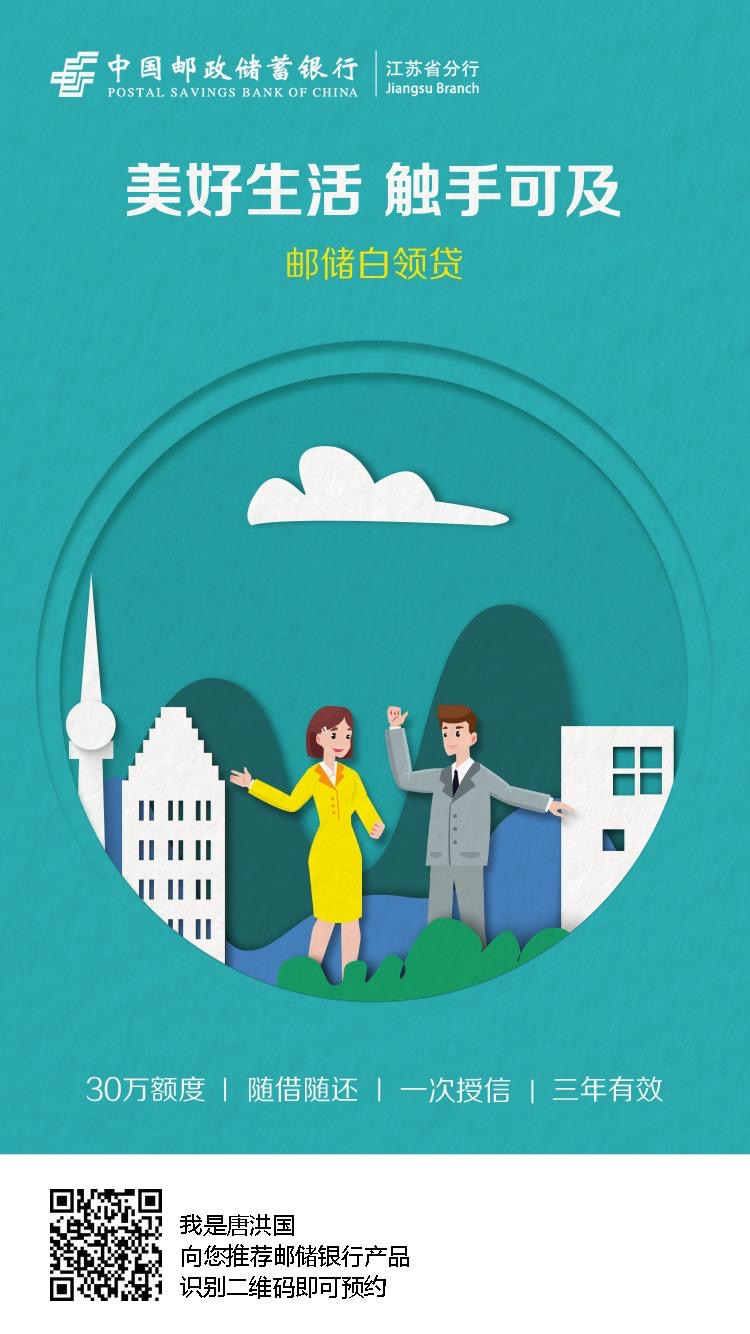 中国邮政储蓄银行
POSTAL SAVINGS BANK OF CHINA
江苏省分行
Jiangsu Branch
美好生活 触手可及
邮储白领贷
30万额度 | 随借随还 | 一次授信 | 三年有效
我是唐洪国
向您推荐邮储银行产品
识别二维码即可预约